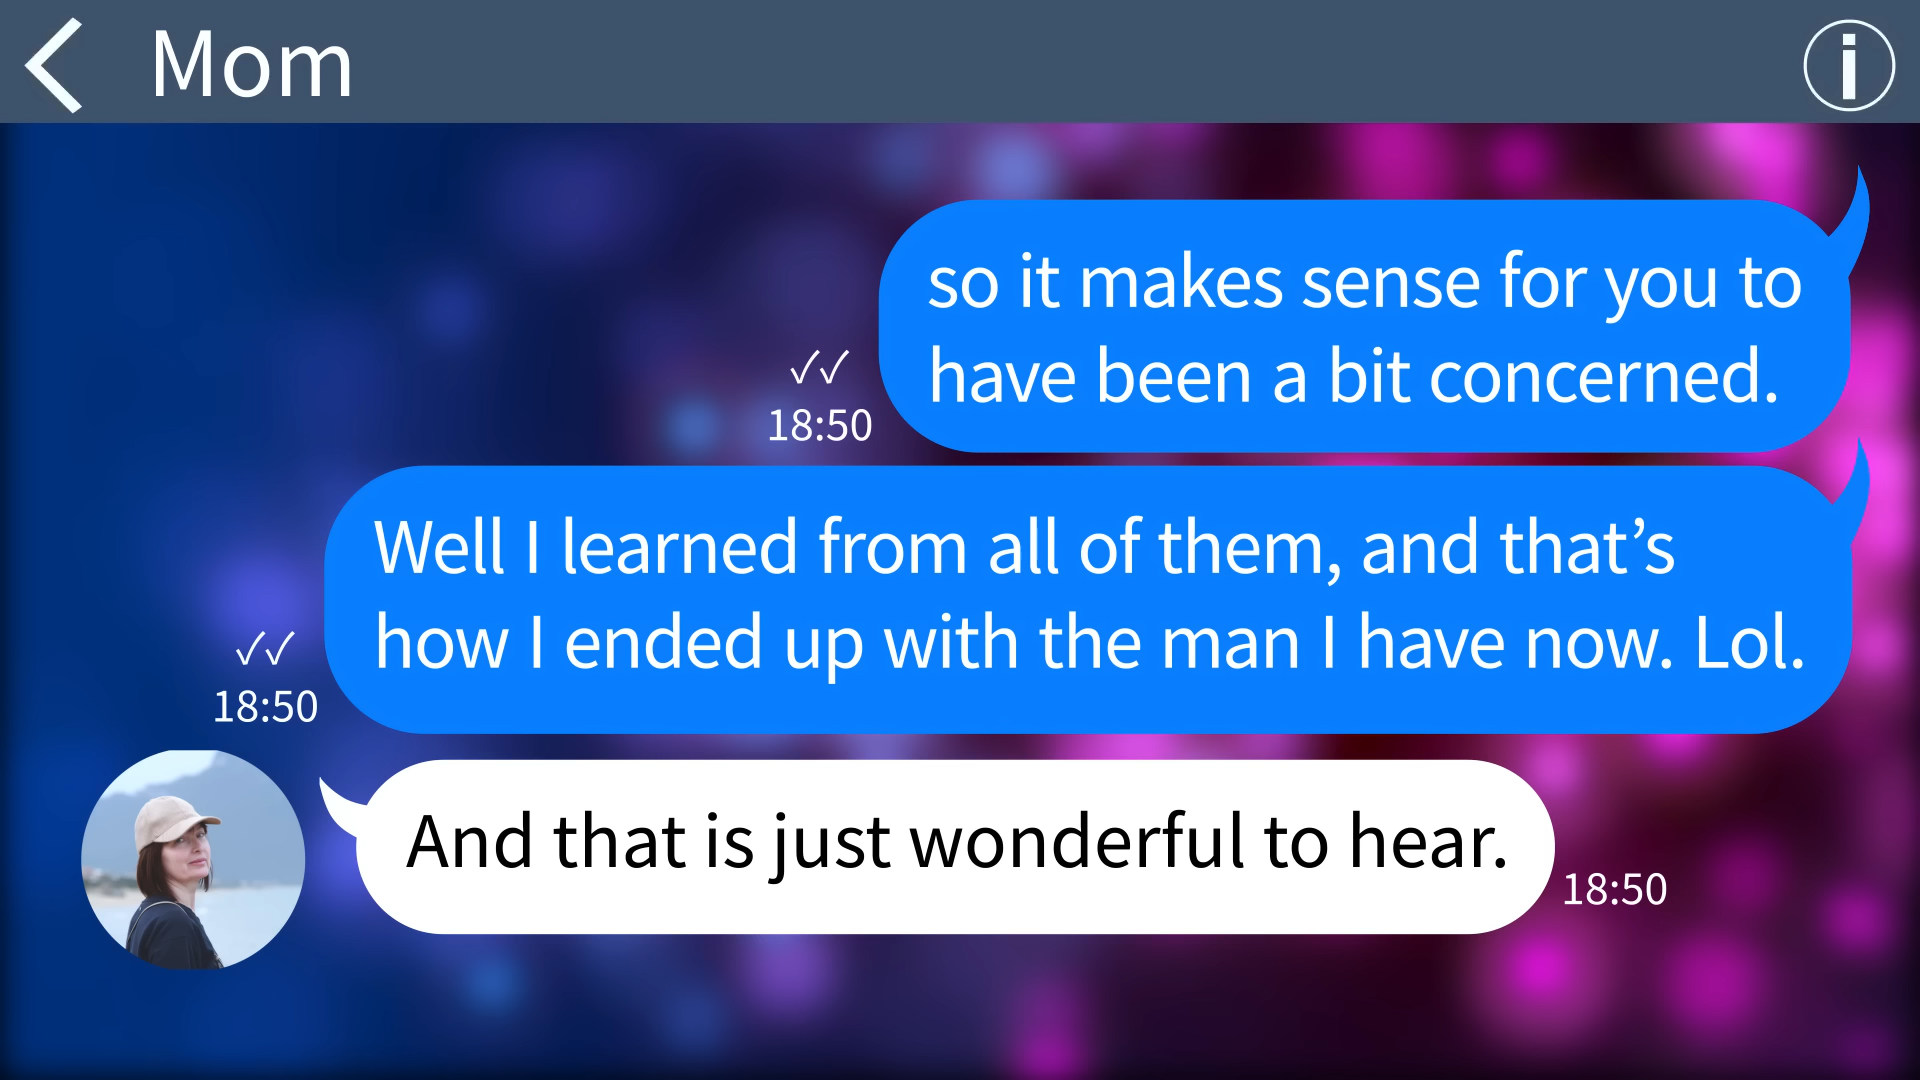 Mom
so it makes sense for you to
have been a bit concerned.
✓✓
18:50
Well I learned from all of them, and that’s
how I ended up with the man I have now. Lol.
✓✓
18:50
And that is just wonderful to hear.
18:50